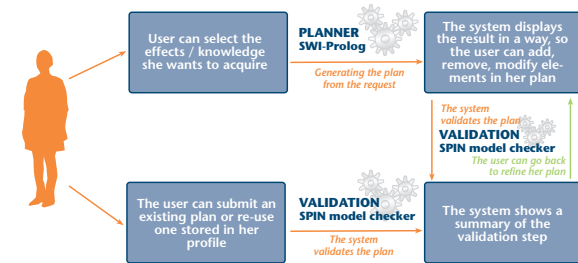 User can select the
effects / knowledge
she wants to acquire
PLANNER
SWI-Prolog
Generating the plan
from the request
The system displays
the result in a way, so
the user can add,
remove, modify ele-
ments in her plan
The system
validates the plan
VALIDATION
SPIN model checker
The user can go back
to refine her plan
The user can submit an
existing plan or re-use
one stored in her
profile
VALIDATION
SPIN model checker
The system
validates the plan
The system shows a
summary of the
validation step